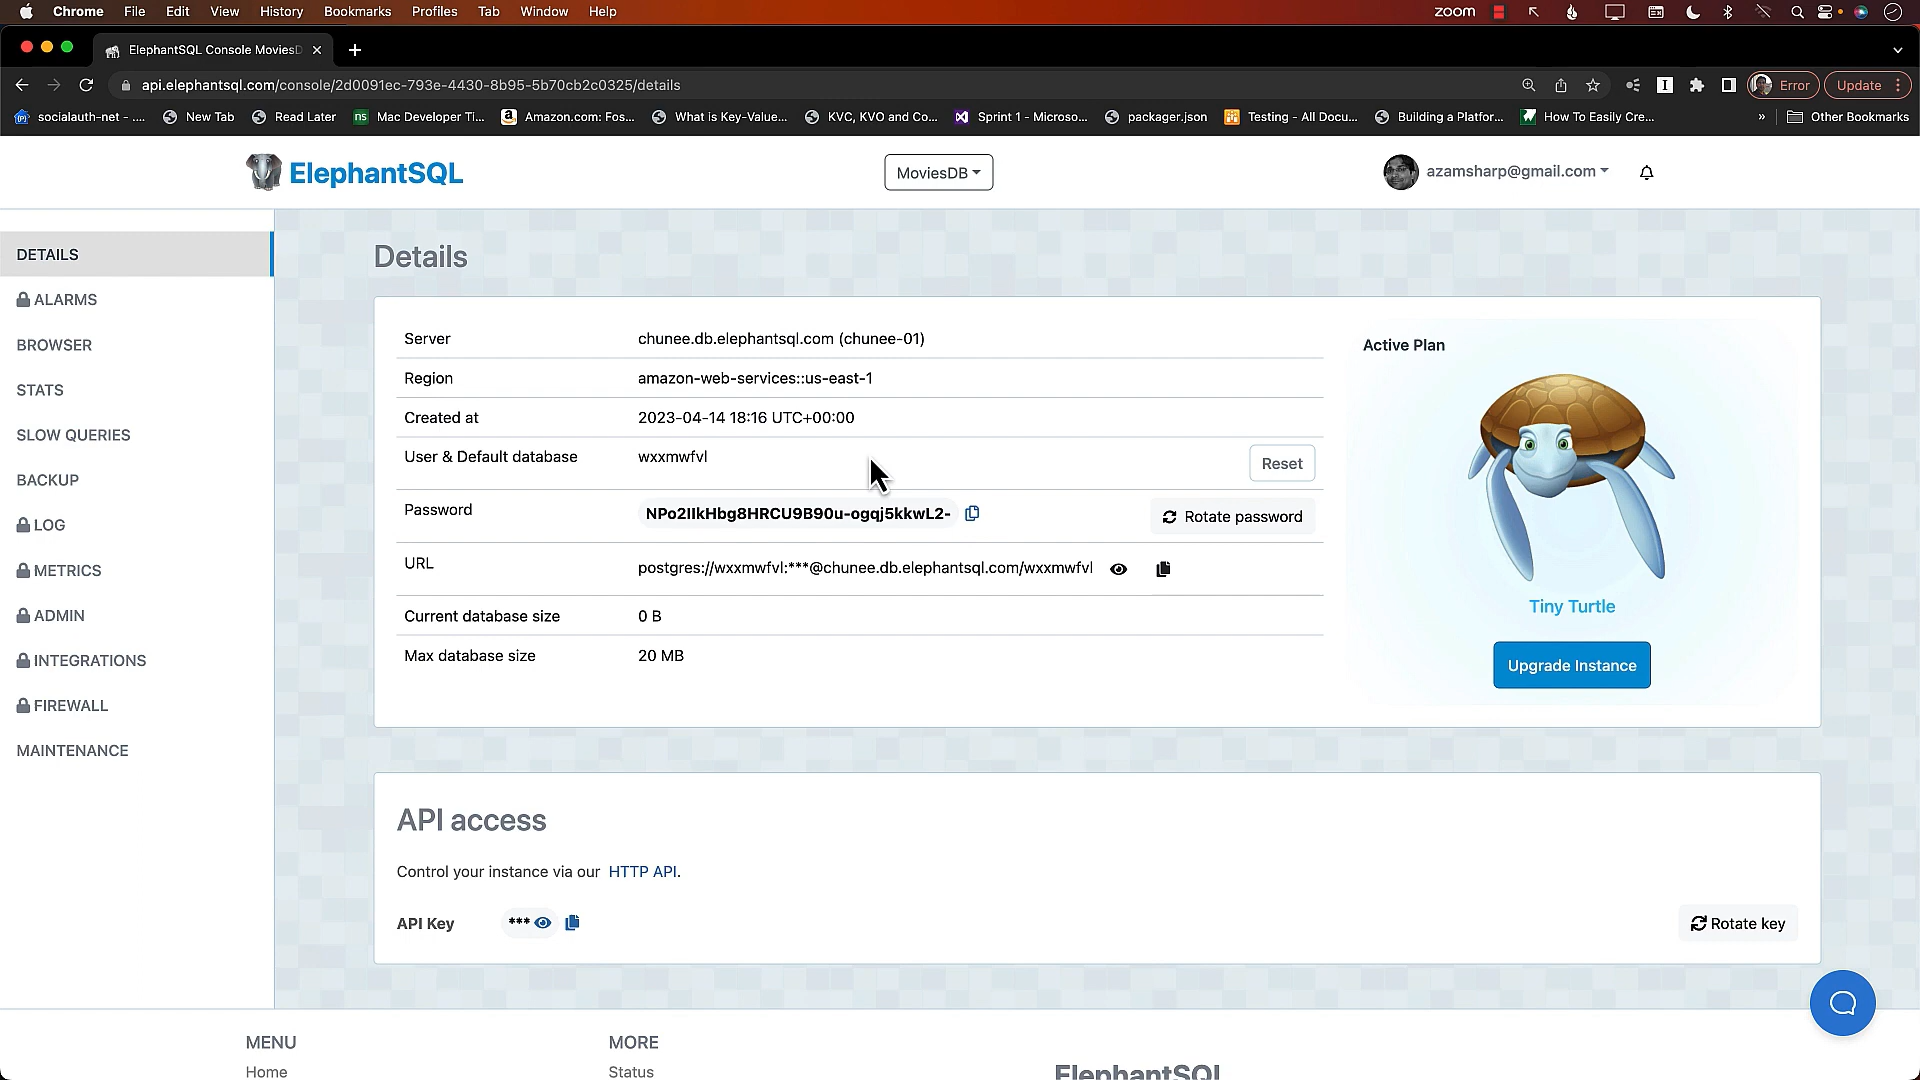 Chrome File Edit View History Bookmarks Profiles Tab Window Help zoom
ElephantSQL Console MoviesD
api.elephantsql.com/console/2d0091ec-793e-4430-8b95-5b70cb2c0325/details Error Update
socialauth-net - .... New Tab Read Later ns Mac Developer Ti... Amazon.com: Fos... What is Key-Value... KVC, KVO and Co... Sprint 1 - Microso... packager.json Testing - All Docu... Building a Platfor... How To Easily Cre... » Other Bookmarks
ElephantSQL MoviesDB azamsharp@gmail.com
DETAILS
ALARMS
BROWSER
STATS
SLOW QUERIES
BACKUP
LOG
METRICS
ADMIN
INTEGRATIONS
FIREWALL
MAINTENANCE
Details
Server chunee.db.elephantsql.com (chunee-01)
Region amazon-web-services::us-east-1
Created at 2023-04-14 18:16 UTC+00:00
User & Default database wxxmwfvl Reset
Password NPo2IIkHbg8HRCU9B90u-ogqj5kkwL2- Rotate password
URL postgres://wxxmwfvl:***@chunee.db.elephantsql.com/wxxmwfvl
Current database size 0 B
Max database size 20 MB
Active Plan
Tiny Turtle
Upgrade Instance
API access
Control your instance via our HTTP API.
API Key *** Rotate key
MENU
Home
MORE
Status
ElephantSQL